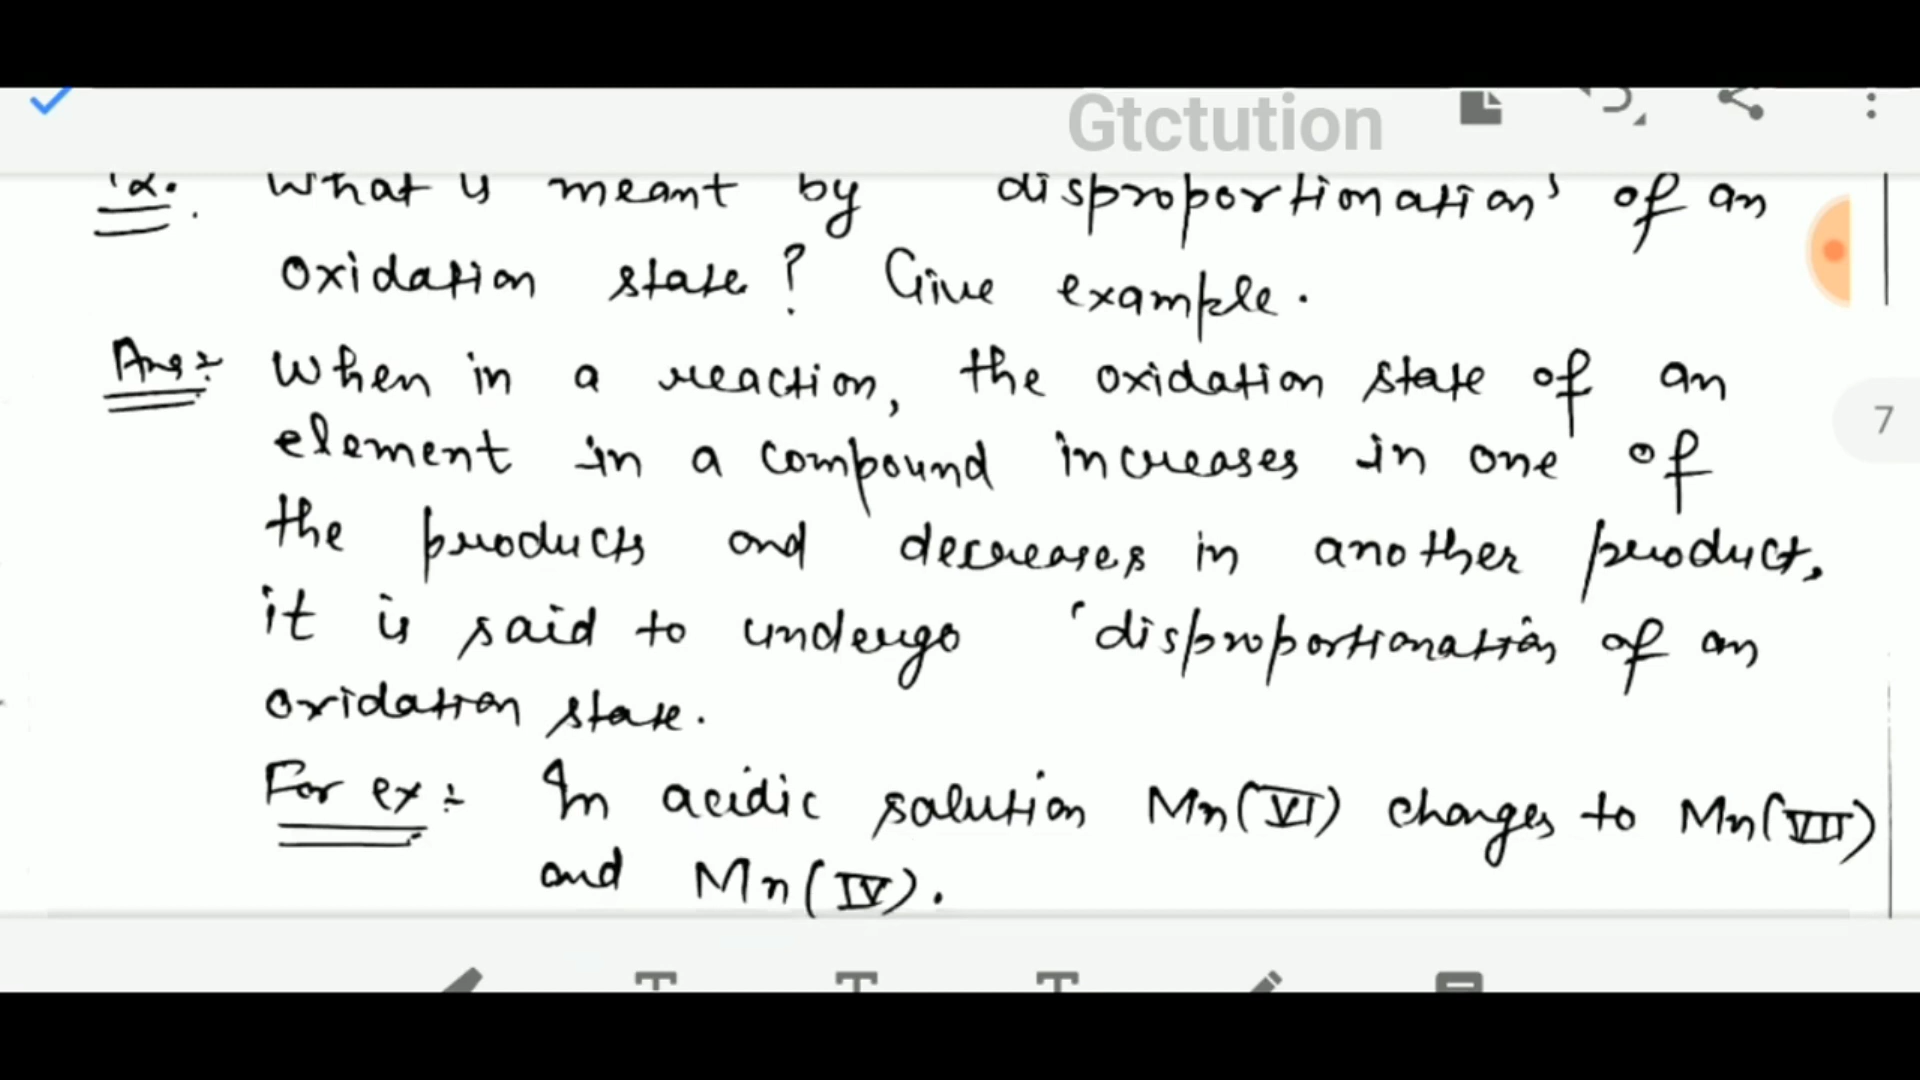 Gtctution
12. What is meant by disproportionation' of an
oxidation state? Give example.
Ans:- When in a reaction, the oxidation state of an
7
element in a compound increases in one of
the products and decreases in another product,
it is said to undergo 'disproportionation of an
oxidation state.
For ex:- In acidic solution Mn(VI) changes to Mn(VII)
and Mn(IV).